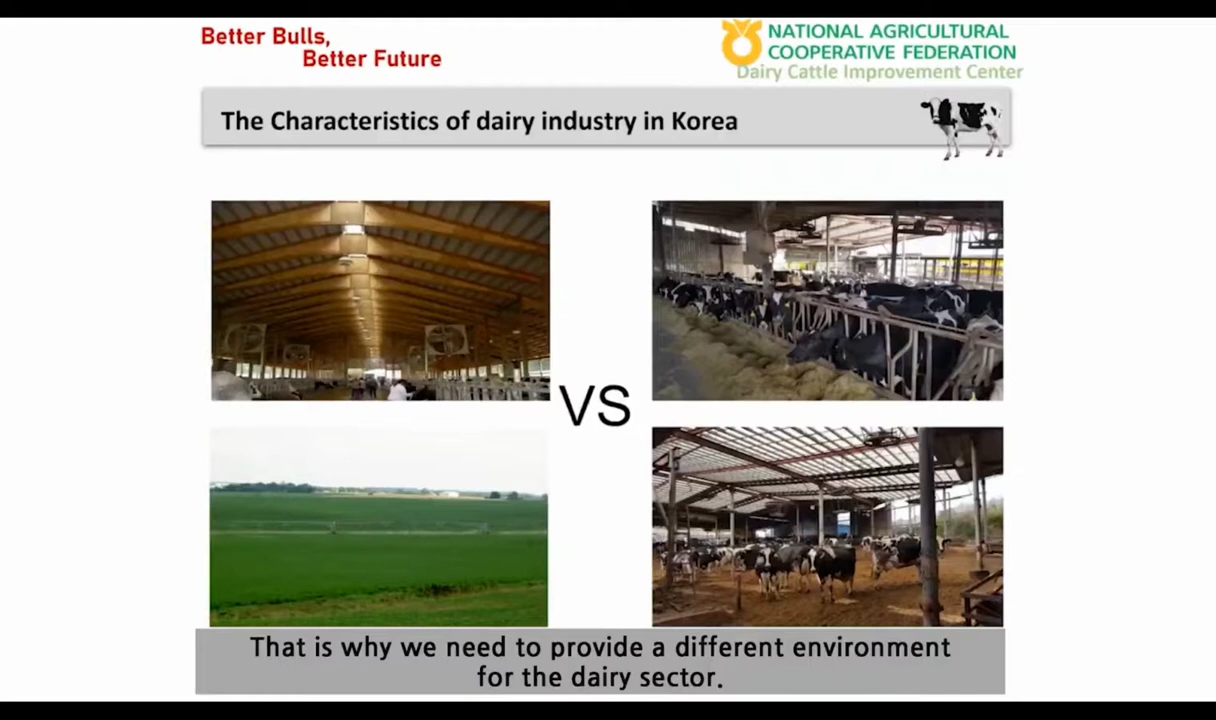 Better Bulls,
Better Future
NATIONAL AGRICULTURAL
COOPERATIVE FEDERATION
Dairy Cattle Improvement Center
The Characteristics of dairy industry in Korea
VS
That is why we need to provide a different environment
for the dairy sector.